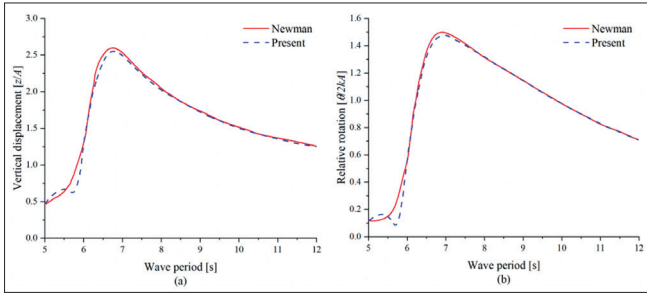 3.0
2.5
2.0
1.5
1.0
0.5
0.0
Vertical displacement [z/A]
Newman
Present
5 6 7 8 9 10 11 12
Wave period [s]
(a)
1.6
1.4
1.2
1.0
0.8
0.6
0.4
0.2
0.0
Relative rotation [θ/2kA]
Newman
Present
5 6 7 8 9 10 11 12
Wave period [s]
(b)